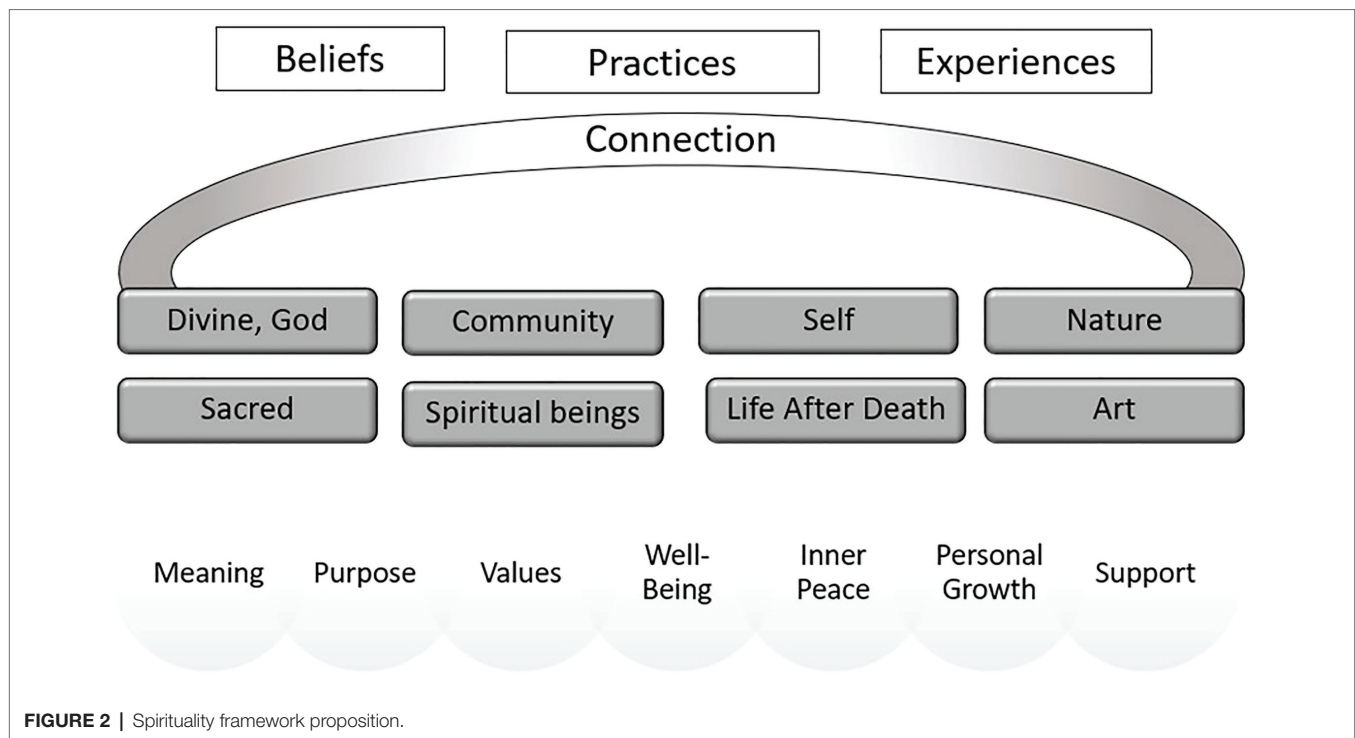 Beliefs Practices Experiences
Connection
Divine, God Community Self Nature
Sacred Spiritual beings Life After Death Art
Meaning Purpose Values Well-
Being Inner
Peace Personal
Growth Support
FIGURE 2 | Spirituality framework proposition.